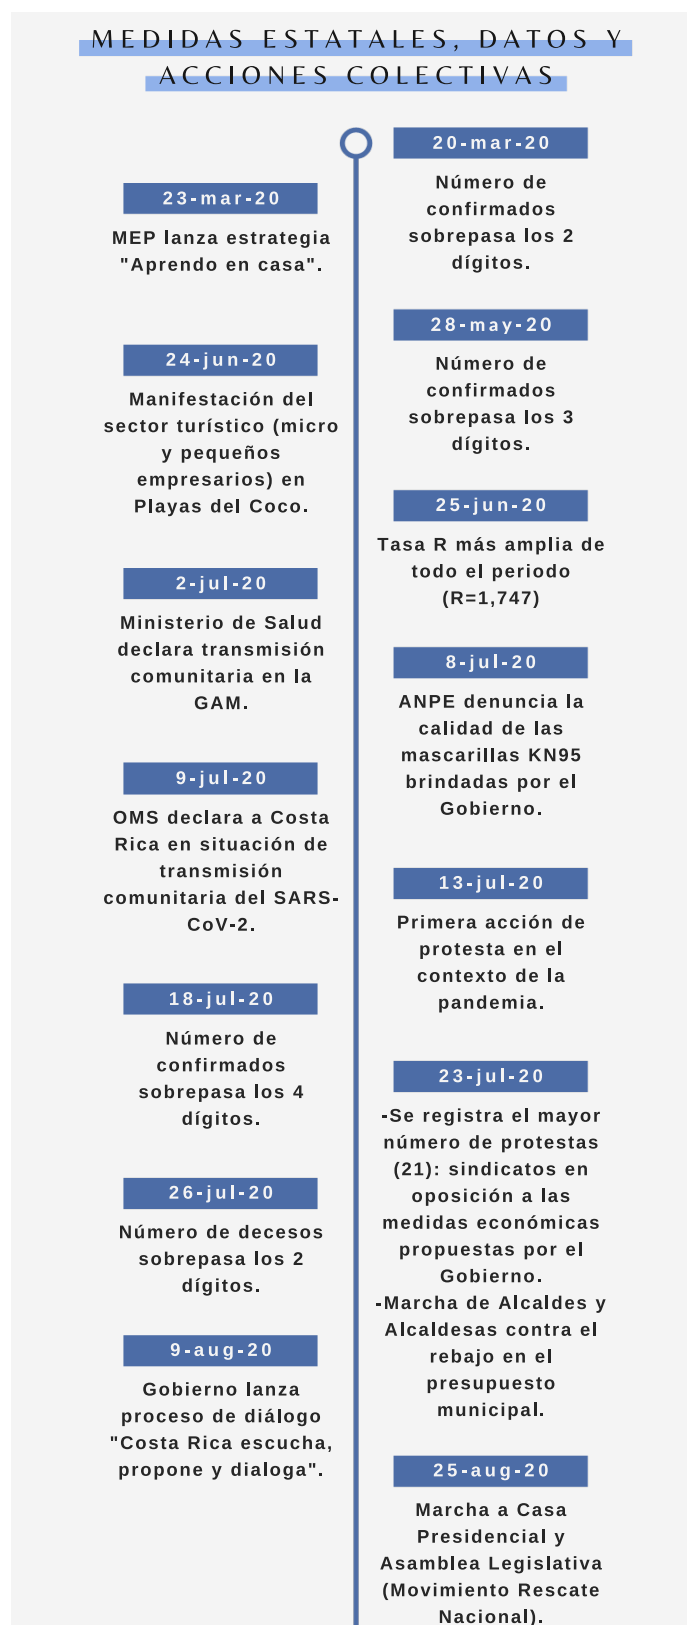 MEDIDAS ESTATALES, DATOS Y
ACCIONES COLECTIVAS
20-mar-20
Número de
confirmados
sobrepasa los 2
dígitos.
23-mar-20
MEP lanza estrategia
"Aprendo en casa".
28-may-20
Número de
confirmados
sobrepasa los 3
dígitos.
24-jun-20
Manifestación del
sector turístico (micro
y pequeños
empresarios) en
Playas del Coco.
25-jun-20
Tasa R más amplia de
todo el periodo
(R=1,747)
2-jul-20
Ministerio de Salud
declara transmisión
comunitaria en la
GAM.
8-jul-20
ANPE denuncia la
calidad de las
mascarillas KN95
brindadas por el
Gobierno.
9-jul-20
OMS declara a Costa
Rica en situación de
transmisión
comunitaria del SARS-
CoV-2.
13-jul-20
Primera acción de
protesta en el
contexto de la
pandemia.
18-jul-20
Número de
confirmados
sobrepasa los 4
dígitos.
23-jul-20
-Se registra el mayor
número de protestas
(21): sindicatos en
oposición a las
medidas económicas
propuestas por el
Gobierno.
-Marcha de Alcaldes y
Alcaldesas contra el
rebajo en el
presupuesto
municipal.
26-jul-20
Número de decesos
sobrepasa los 2
dígitos.
9-aug-20
Gobierno lanza
proceso de diálogo
"Costa Rica escucha,
propone y dialoga".
25-aug-20
Marcha a Casa
Presidencial y
Asamblea Legislativa
(Movimiento Rescate
Nacional).